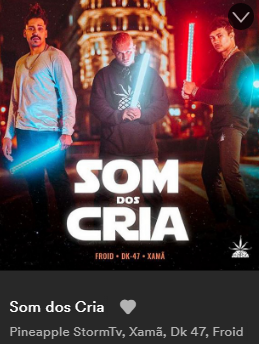 SOM
DOS
CRIA
FROID • DK-47 • XAMÃ
Som dos Cria
Pineapple StormTv, Xamã, Dk 47, Froid